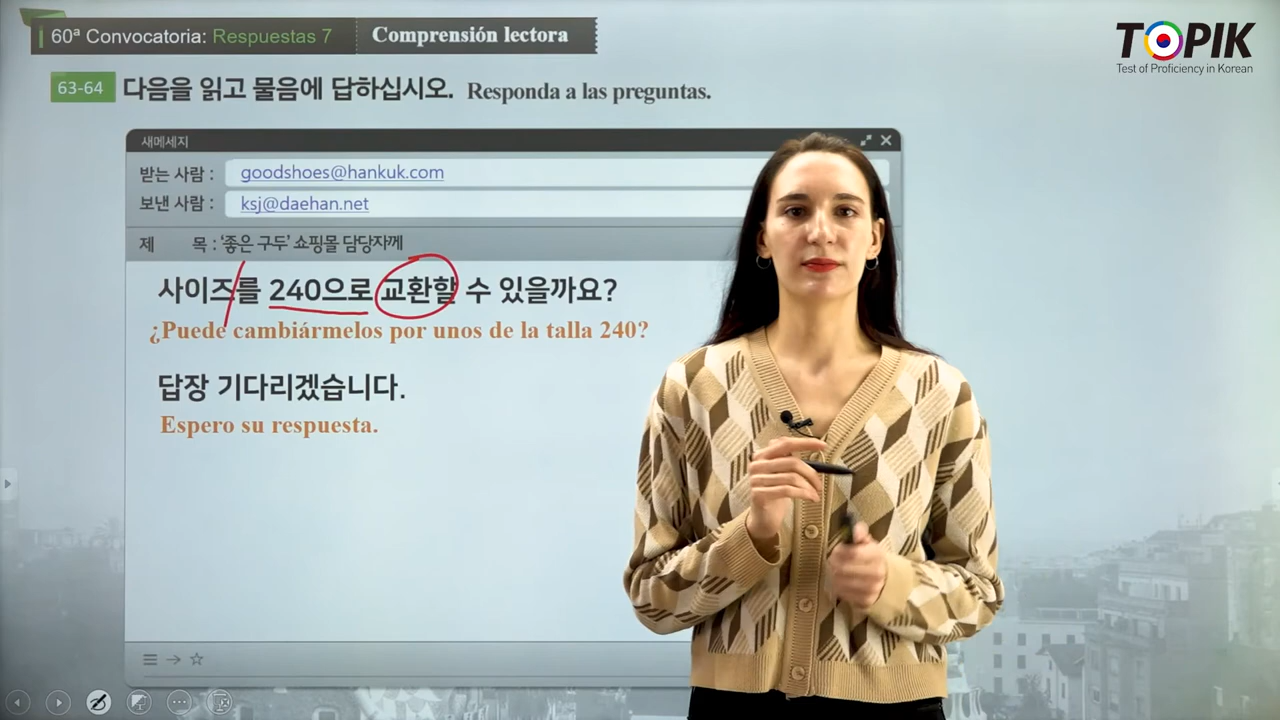 60ª Convocatoria: Respuestas 7
Comprensión lectora
TOPIK
Test of Proficiency in Korean
63-64 다음을 읽고 물음에 답하십시오. Responda a las preguntas.
새메세지
받는 사람 : goodshoes@hankuk.com
보낸 사람 : ksj@daehan.net
제 목 : '좋은 구두' 쇼핑몰 담당자께
사이즈를 240으로 교환할 수 있을까요?
¿Puede cambiármelos por unos de la talla 240?
답장 기다리겠습니다.
Espero su respuesta.